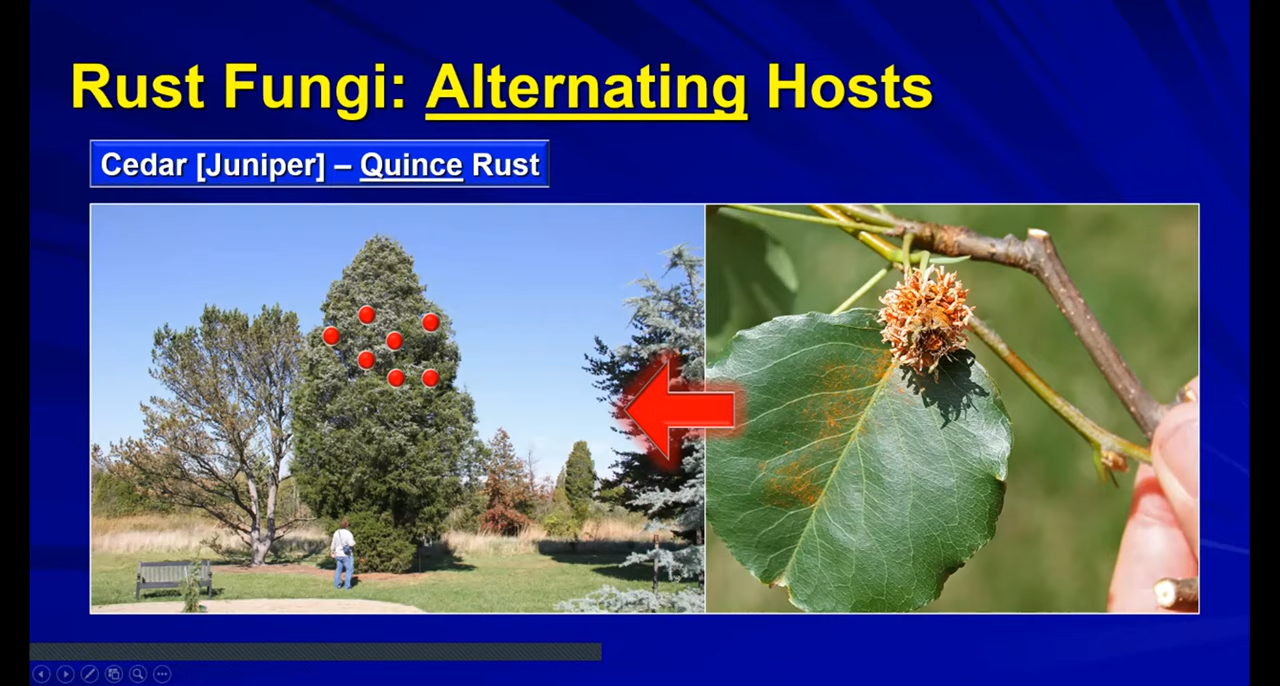 Rust Fungi: Alternating Hosts
Cedar [Juniper] – Quince Rust